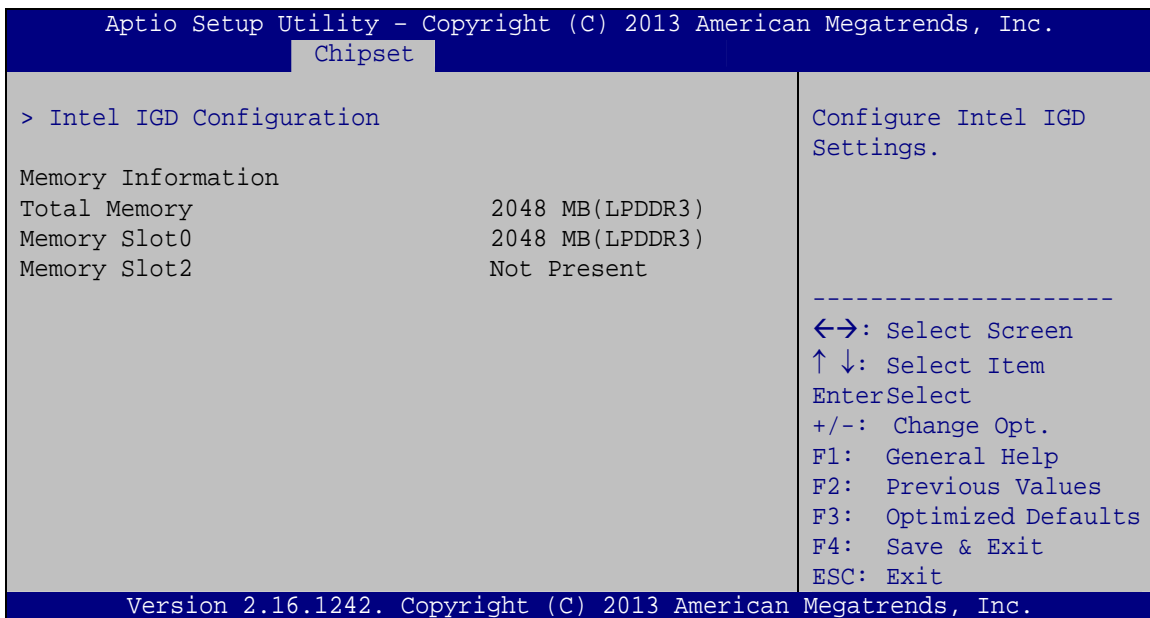 Aptio Setup Utility – Copyright (C) 2013 American Megatrends, Inc.
Chipset
> Intel IGD Configuration
Memory Information
Total Memory 2048 MB(LPDDR3)
Memory Slot0 2048 MB(LPDDR3)
Memory Slot2 Not Present
Configure Intel IGD
Settings.
---------------------
←→: Select Screen
↑ ↓: Select Item
EnterSelect
+/-: Change Opt.
F1: General Help
F2: Previous Values
F3: Optimized Defaults
F4: Save & Exit
ESC: Exit
Version 2.16.1242. Copyright (C) 2013 American Megatrends, Inc.